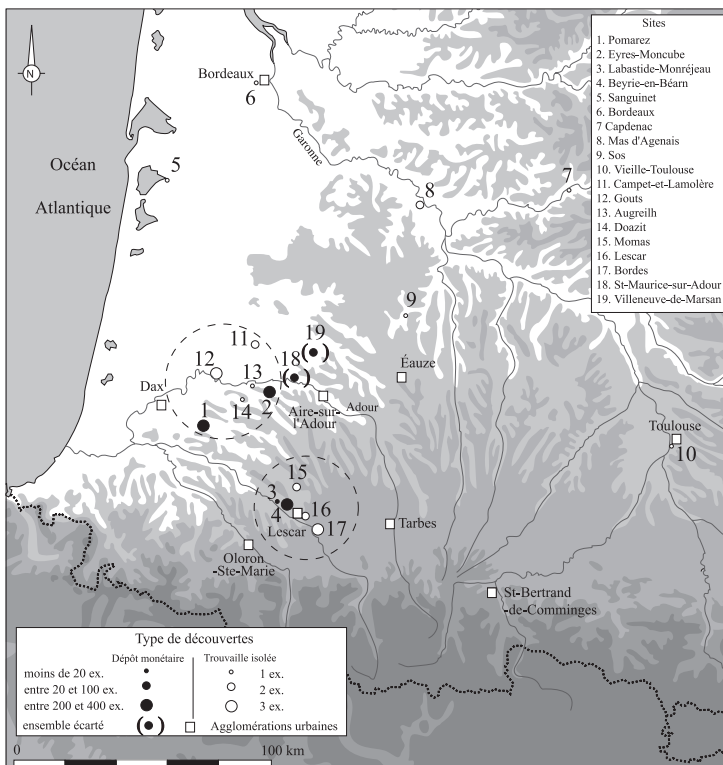 Sites
1. Pomarez
2. Eyres-Moncube
3. Labastide-Monréjeau
4. Beyrie-en-Béarn
5. Sanguinet
6. Bordeaux
7 Capdenac
8. Mas d'Agenais
9. Sos
10. Vieille-Toulouse
11. Campet-et-Lamolère
12. Gouts
13. Augreilh
14. Doazit
15. Momas
16. Lescar
17. Bordes
18. St-Maurice-sur-Adour
19. Villeneuve-de-Marsan
N
Bordeaux
6
Garonne
Océan
Atlantique
5
7
8
9
11
19
12
18
13
Dax
14
2
1
Éauze
Aire-sur-
l'Adour
Adour
Toulouse
10
15
3
4
16
Lescar
17
Tarbes
Oloron
-Ste-Marie
St-Bertrand
-de-Comminges
Type de découvertes
Dépôt monétaire
Trouvaille isolée
moins de 20 ex.
1 ex.
entre 20 et 100 ex.
2 ex.
entre 200 et 400 ex.
3 ex.
ensemble écarté
( )
Agglomérations urbaines
0
100 km